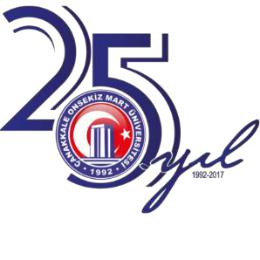 25.yıl
ÇANAKKALE ONSEKİZ MART ÜNİVERSİTESİ
• 1992 •
1992-2017